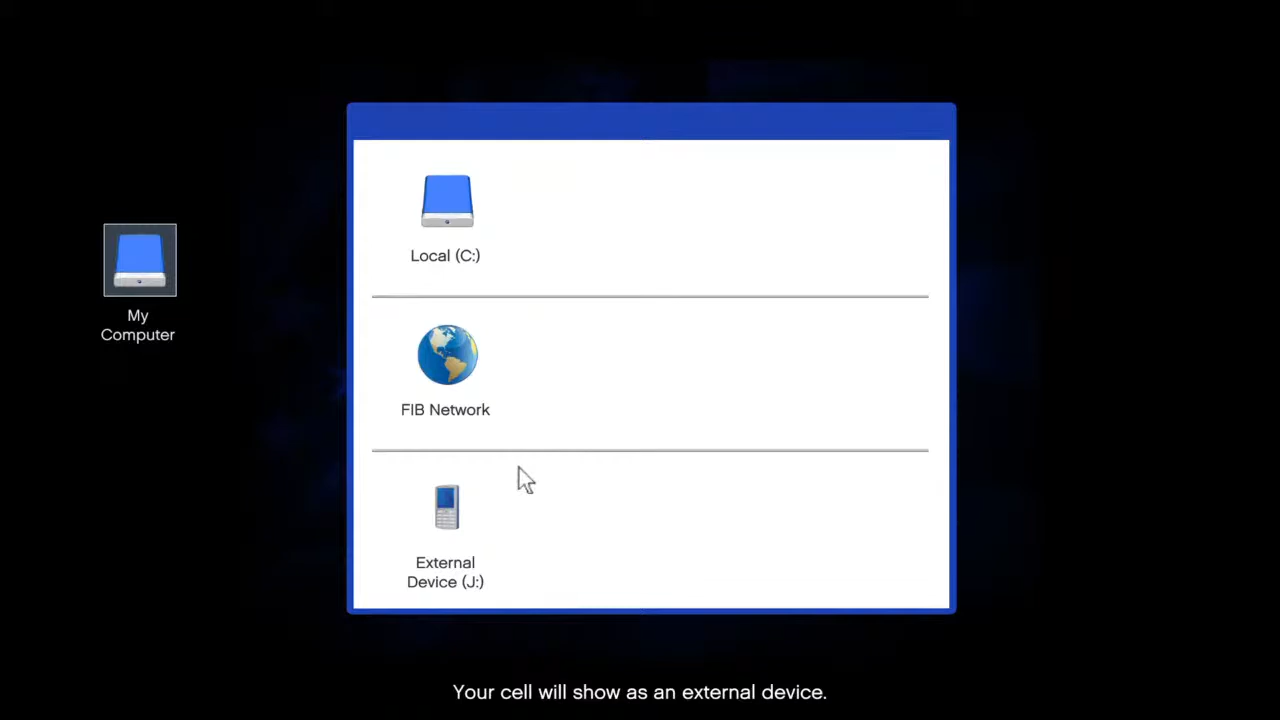 My
Computer
Local (C:)
FIB Network
External
Device (J:)
Your cell will show as an external device.